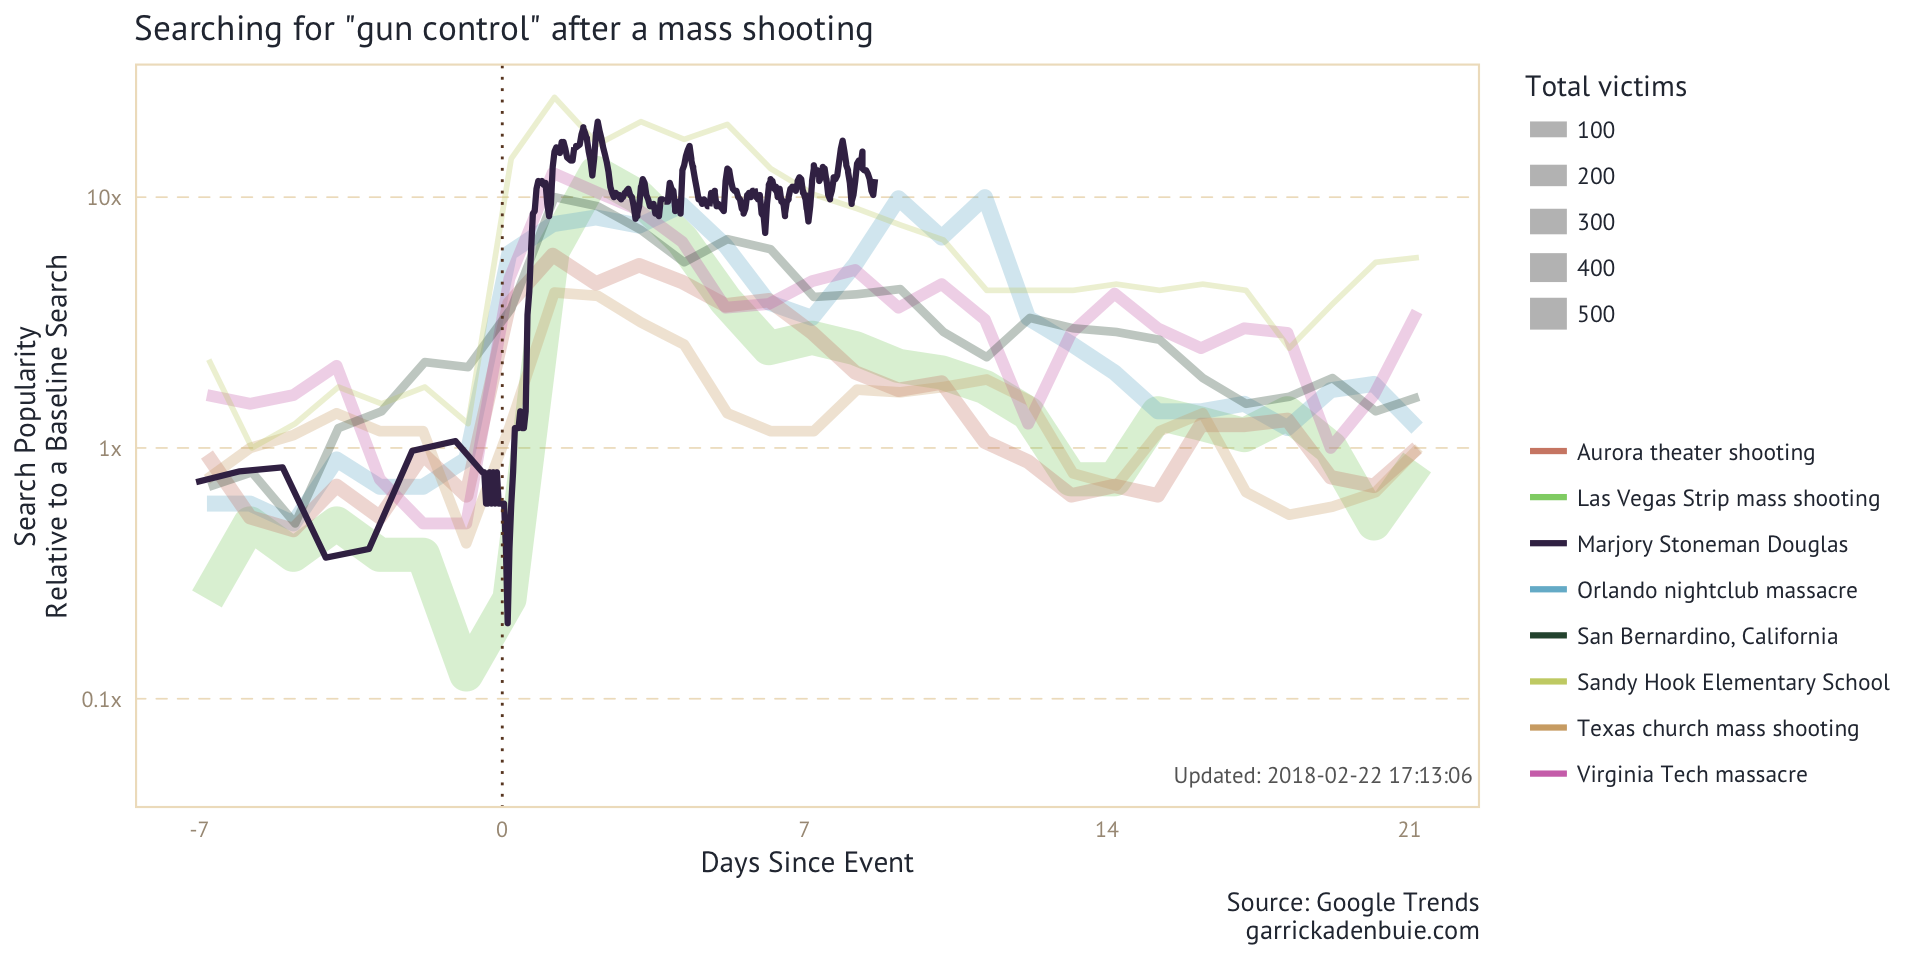 Searching for "gun control" after a mass shooting
Search Popularity
Relative to a Baseline Search
10x
1x
0.1x
Updated: 2018-02-22 17:13:06
-7
0
7
14
21
Days Since Event
Total victims
100
200
300
400
500
Aurora theater shooting
Las Vegas Strip mass shooting
Marjory Stoneman Douglas
Orlando nightclub massacre
San Bernardino, California
Sandy Hook Elementary School
Texas church mass shooting
Virginia Tech massacre
Source: Google Trends
garrickadenbuie.com